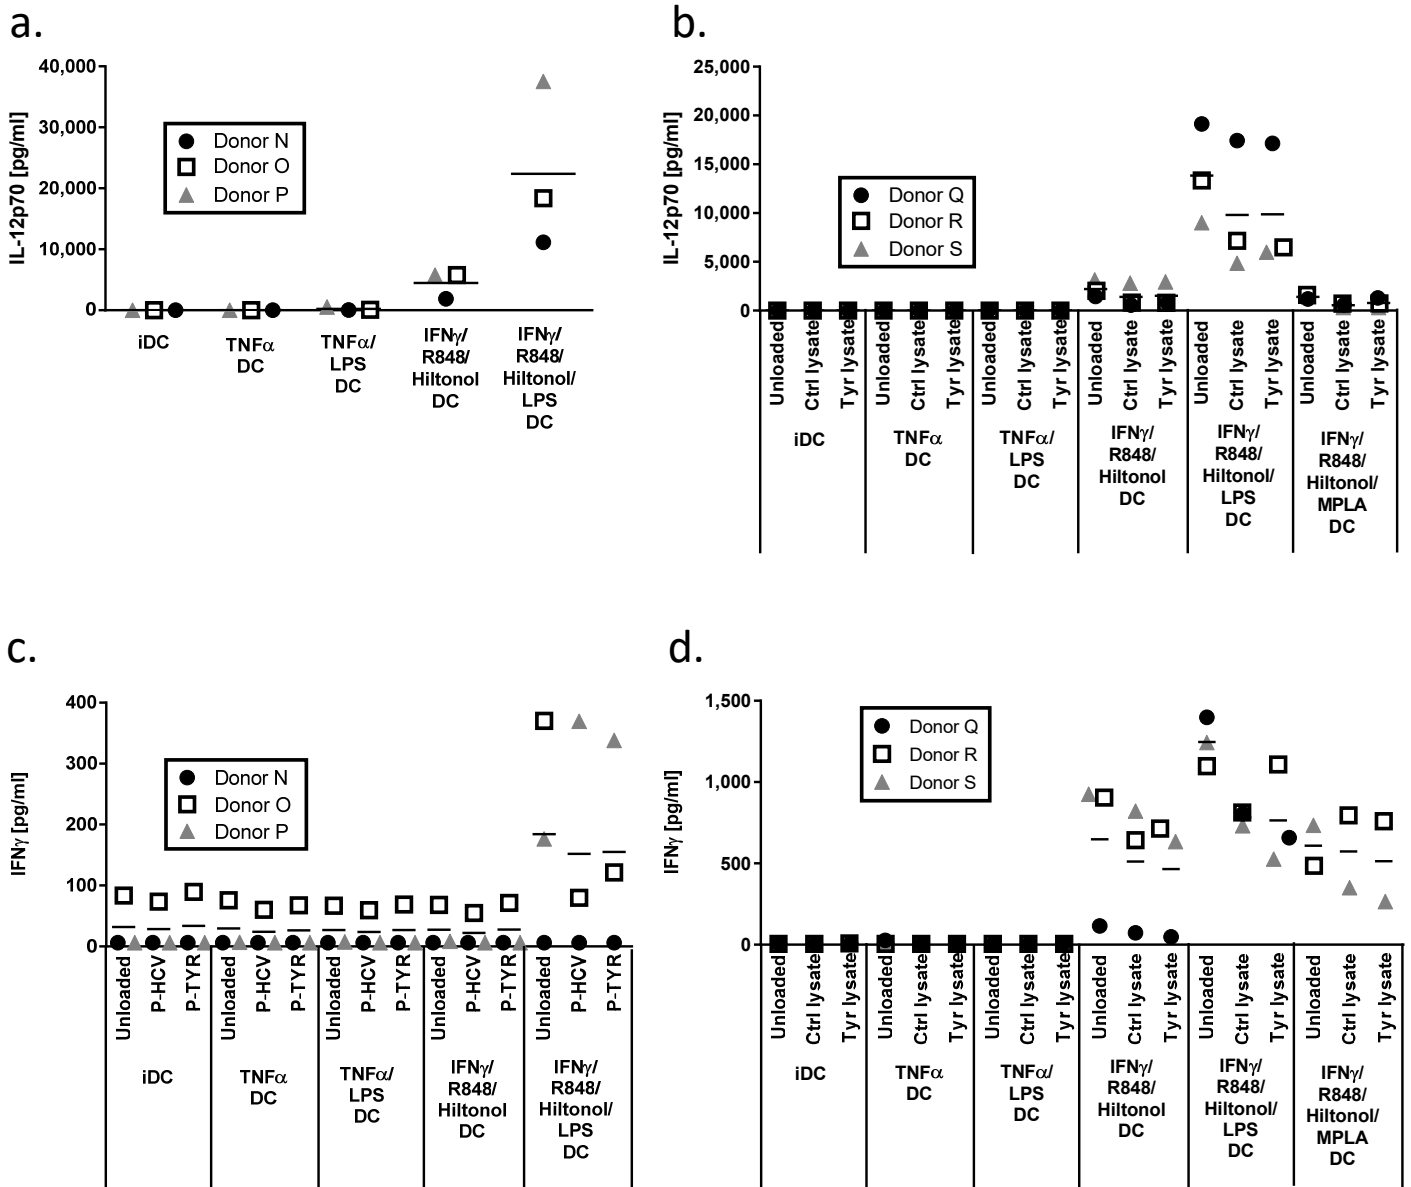 a.
IL-12p70 [pg/ml]
40,000
30,000
20,000
10,000
0
Donor N
Donor O
Donor P
iDC
TNFα
DC
TNFα/
LPS
DC
IFNγ/
R848/
Hiltonol
DC
IFNγ/
R848/
Hiltonol/
LPS
DC
b.
IL-12p70 [pg/ml]
25,000
20,000
15,000
10,000
5,000
0
Donor Q
Donor R
Donor S
Unloaded
Ctrl lysate
Tyr lysate
Unloaded
Ctrl lysate
Tyr lysate
Unloaded
Ctrl lysate
Tyr lysate
Unloaded
Ctrl lysate
Tyr lysate
Unloaded
Ctrl lysate
Tyr lysate
Unloaded
Ctrl lysate
Tyr lysate
iDC
TNFα
DC
TNFα/
LPS
DC
IFNγ/
R848/
Hiltonol
DC
IFNγ/
R848/
Hiltonol/
LPS
DC
IFNγ/
R848/
Hiltonol/
MPLA
DC
c.
IFNγ [pg/ml]
400
300
200
100
0
Donor N
Donor O
Donor P
Unloaded
P-HCV
P-TYR
Unloaded
P-HCV
P-TYR
Unloaded
P-HCV
P-TYR
Unloaded
P-HCV
P-TYR
Unloaded
P-HCV
P-TYR
iDC
TNFα
DC
TNFα/
LPS
DC
IFNγ/
R848/
Hiltonol
DC
IFNγ/
R848/
Hiltonol/
LPS
DC
d.
IFNγ [pg/ml]
1,500
1,000
500
0
Donor Q
Donor R
Donor S
Unloaded
Ctrl lysate
Tyr lysate
Unloaded
Ctrl lysate
Tyr lysate
Unloaded
Ctrl lysate
Tyr lysate
Unloaded
Ctrl lysate
Tyr lysate
Unloaded
Ctrl lysate
Tyr lysate
Unloaded
Ctrl lysate
Tyr lysate
iDC
TNFα
DC
TNFα/
LPS
DC
IFNγ/
R848/
Hiltonol
DC
IFNγ/
R848/
Hiltonol/
LPS
DC
IFNγ/
R848/
Hiltonol/
MPLA
DC